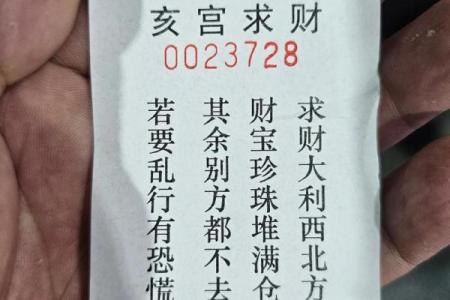 亥宫求财
0023728
求财大利西北方
财宝珍珠堆满仓
其余别方都不去
若要乱行有恐慌